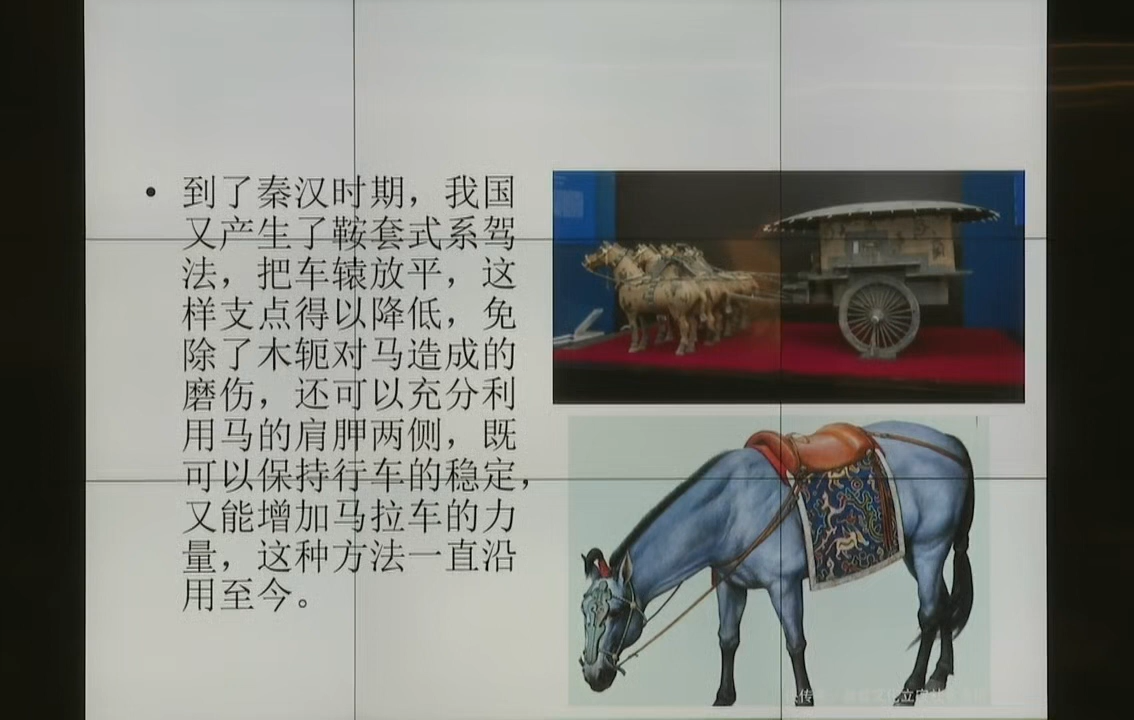 • 到了秦汉时期，我国
又产生了鞍套式系驾
法，把车辕放平，这
样支点得以降低，免
除了木轭对马造成的
磨伤，还可以充分利
用马的肩胛两侧，既
可以保持行车的稳定，
又能增加马拉车的力
量，这种方法一直沿
用至今。